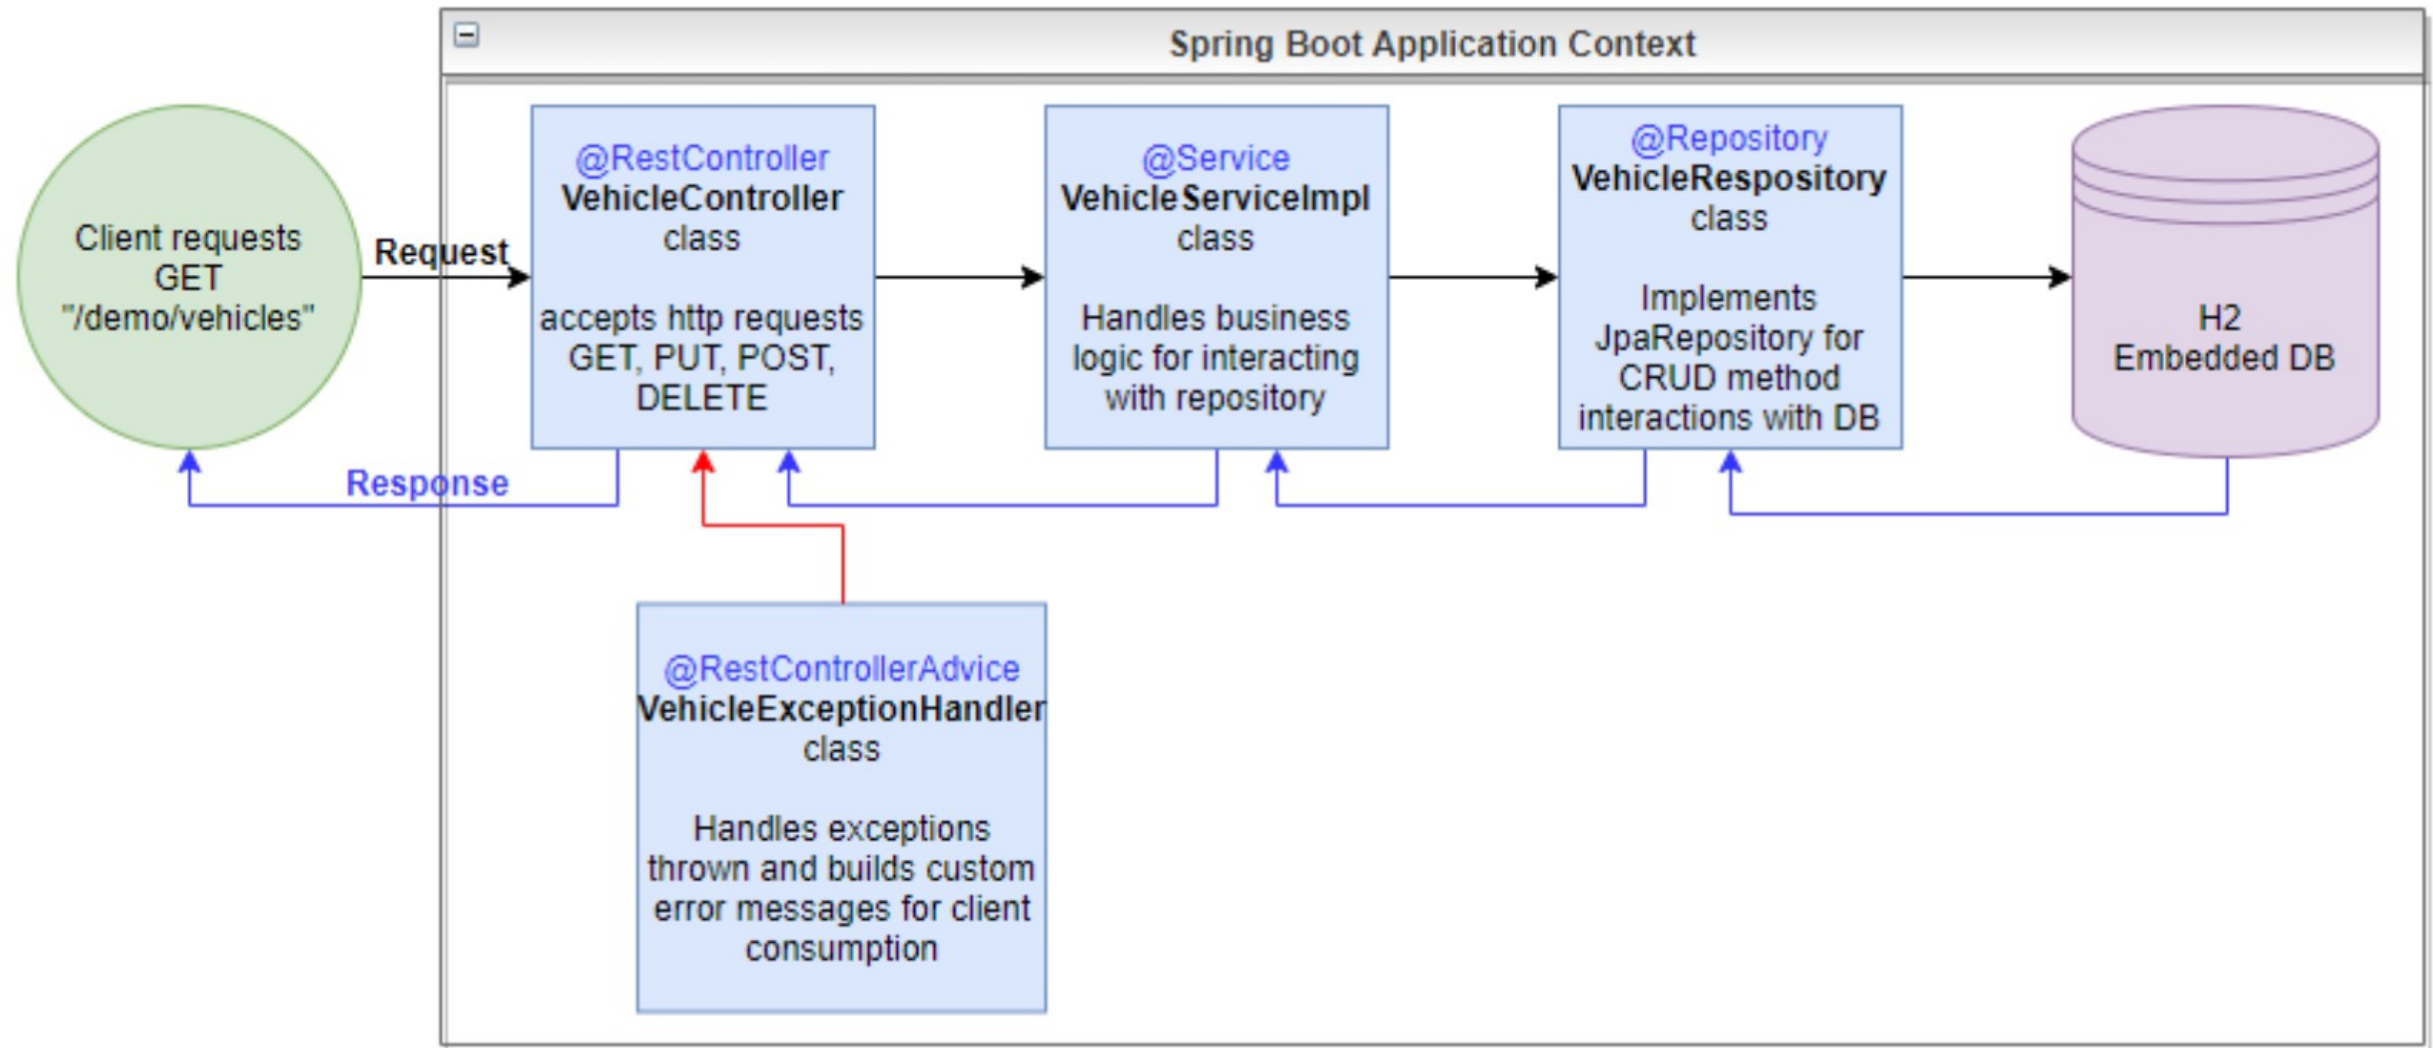 Spring Boot Application Context
Client requests
GET
"/demo/vehicles"
Request
@RestController
VehicleController
class
accepts http requests
GET, PUT, POST,
DELETE
@Service
VehicleServiceImpl
class
Handles business
logic for interacting
with repository
@Repository
VehicleRespository
class
Implements
JpaRepository for
CRUD method
interactions with DB
H2
Embedded DB
Response
@RestControllerAdvice
VehicleExceptionHandler
class
Handles exceptions
thrown and builds custom
error messages for client
consumption